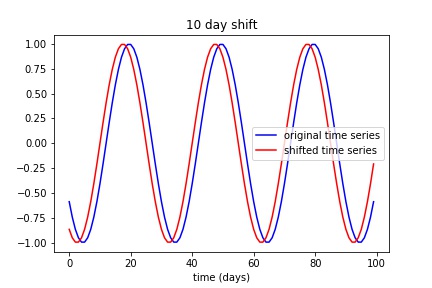 10 day shift
1.00
0.75
0.50
0.25
0.00
−0.25
−0.50
−0.75
−1.00
original time series
shifted time series
0 20 40 60 80 100
time (days)